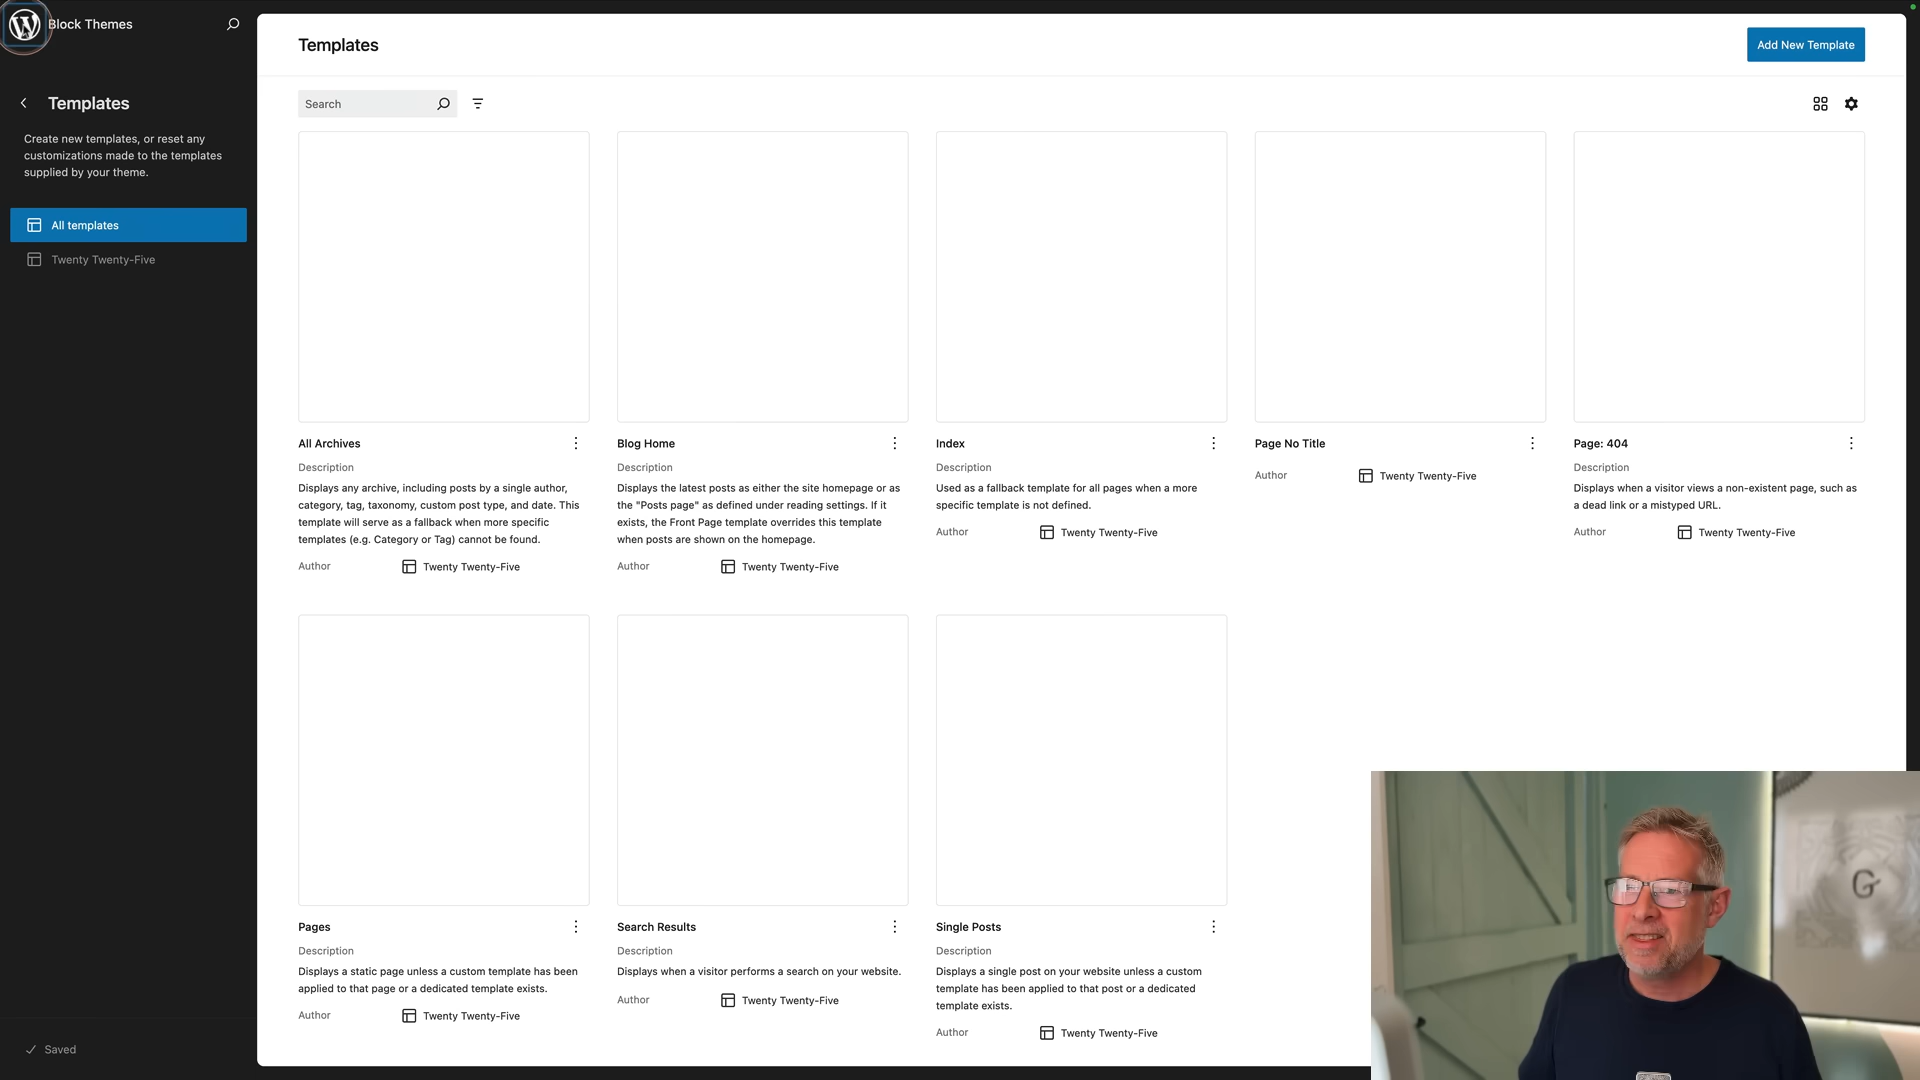 Block Themes
Templates
Create new templates, or reset any
customizations made to the templates
supplied by your theme.
All templates
Twenty Twenty-Five
Saved
Templates
Add New Template
Search
All Archives
Description
Displays any archive, including posts by a single author,
category, tag, taxonomy, custom post type, and date. This
template will serve as a fallback when more specific
templates (e.g. Category or Tag) cannot be found.
Author
Twenty Twenty-Five
Blog Home
Description
Displays the latest posts as either the site homepage or as
the "Posts page" as defined under reading settings. If it
exists, the Front Page template overrides this template
when posts are shown on the homepage.
Author
Twenty Twenty-Five
Index
Description
Used as a fallback template for all pages when a more
specific template is not defined.
Author
Twenty Twenty-Five
Page No Title
Author
Twenty Twenty-Five
Page: 404
Description
Displays when a visitor views a non-existent page, such as
a dead link or a mistyped URL.
Author
Twenty Twenty-Five
Pages
Description
Displays a static page unless a custom template has been
applied to that page or a dedicated template exists.
Author
Twenty Twenty-Five
Search Results
Description
Displays when a visitor performs a search on your website.
Author
Twenty Twenty-Five
Single Posts
Description
Displays a single post on your website unless a custom
template has been applied to that post or a dedicated
template exists.
Author
Twenty Twenty-Five
G